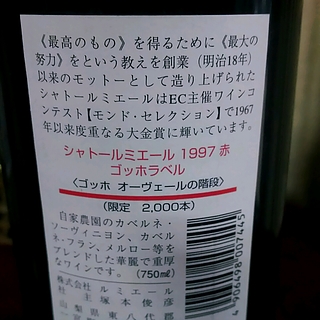 《最高のもの》を得るために《最大の
努力》をという教えを創業（明治18年）
以来のモットーとして造り上げられた
シャトールミエールはEC主催ワインコ
ンテスト【モンド・セレクション】で1967
年以来度重なる大金賞に輝いています。
シャトールミエール 1997 赤
ゴッホラベル
〈ゴッホ オーヴェールの階段〉
（限定 2,000本）
自家農園のカベルネ・
ソーヴィニヨン、カベル
ネ・フラン、メルロー等を
ブレンドした華麗で重厚
なワインです。（750㎖）
株式会社 ルミエール
社主 塚本俊彦
山梨県東八代郡
4906498007445